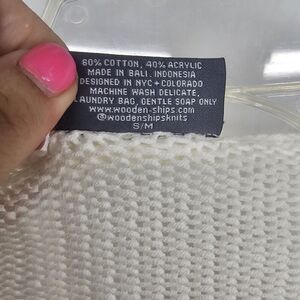 60% COTTON, 40% ACRYLIC
MADE IN BALI, INDONESIA
DESIGNED IN NYC + COLORADO
MACHINE WASH DELICATE,
LAUNDRY BAG, GENTLE SOAP ONLY
www.wooden-ships.com
@woodenshipsknits
S/M